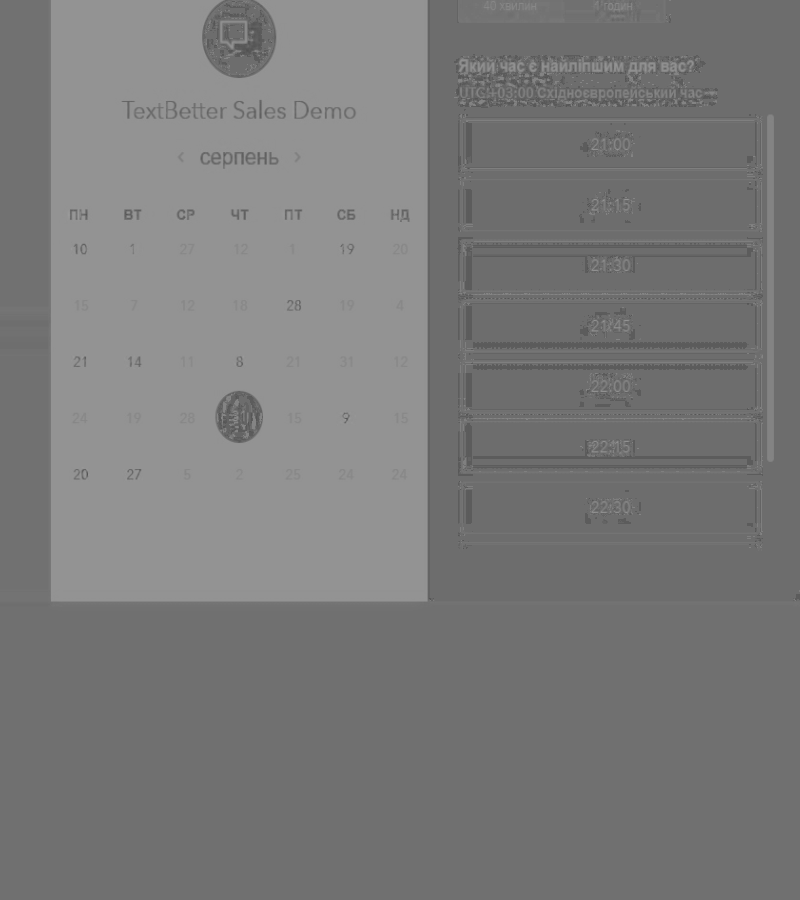 40 хвилин
4 годин
TextBetter Sales Demo
серпень
ПН ВТ СР ЧТ ПТ СБ НД
10 1 27 12 1 19 20
15 7 12 18 28 19 4
21 14 11 8 21 31 12
24 19 28 15 9 15
20 27 5 2 25 24 24
Який час є найліпшим для вас?
UTC+03:00 Східноєвропейський час
21:00
21:15
21:30
21:45
22:00
22:15
22:30